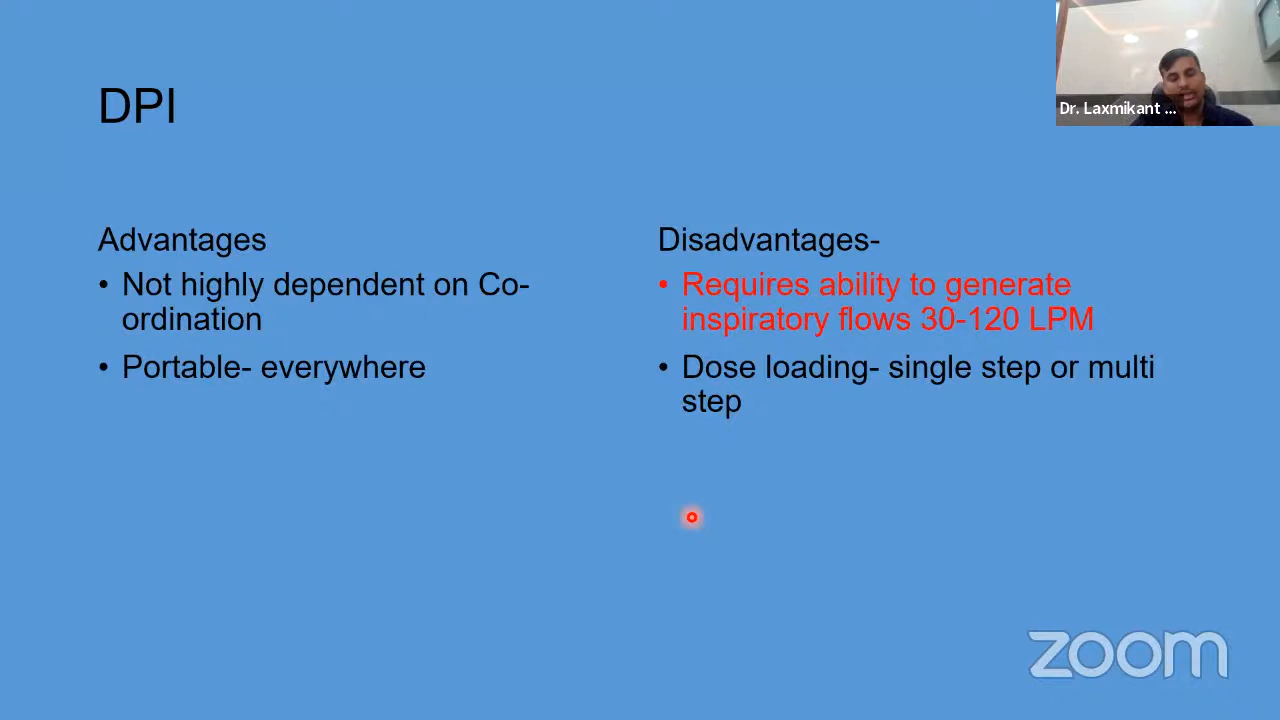 Dr. Laxmikant ...
DPI
Advantages
• Not highly dependent on Co-
ordination
• Portable- everywhere
Disadvantages-
• Requires ability to generate
inspiratory flows 30-120 LPM
• Dose loading- single step or multi
step
zoom